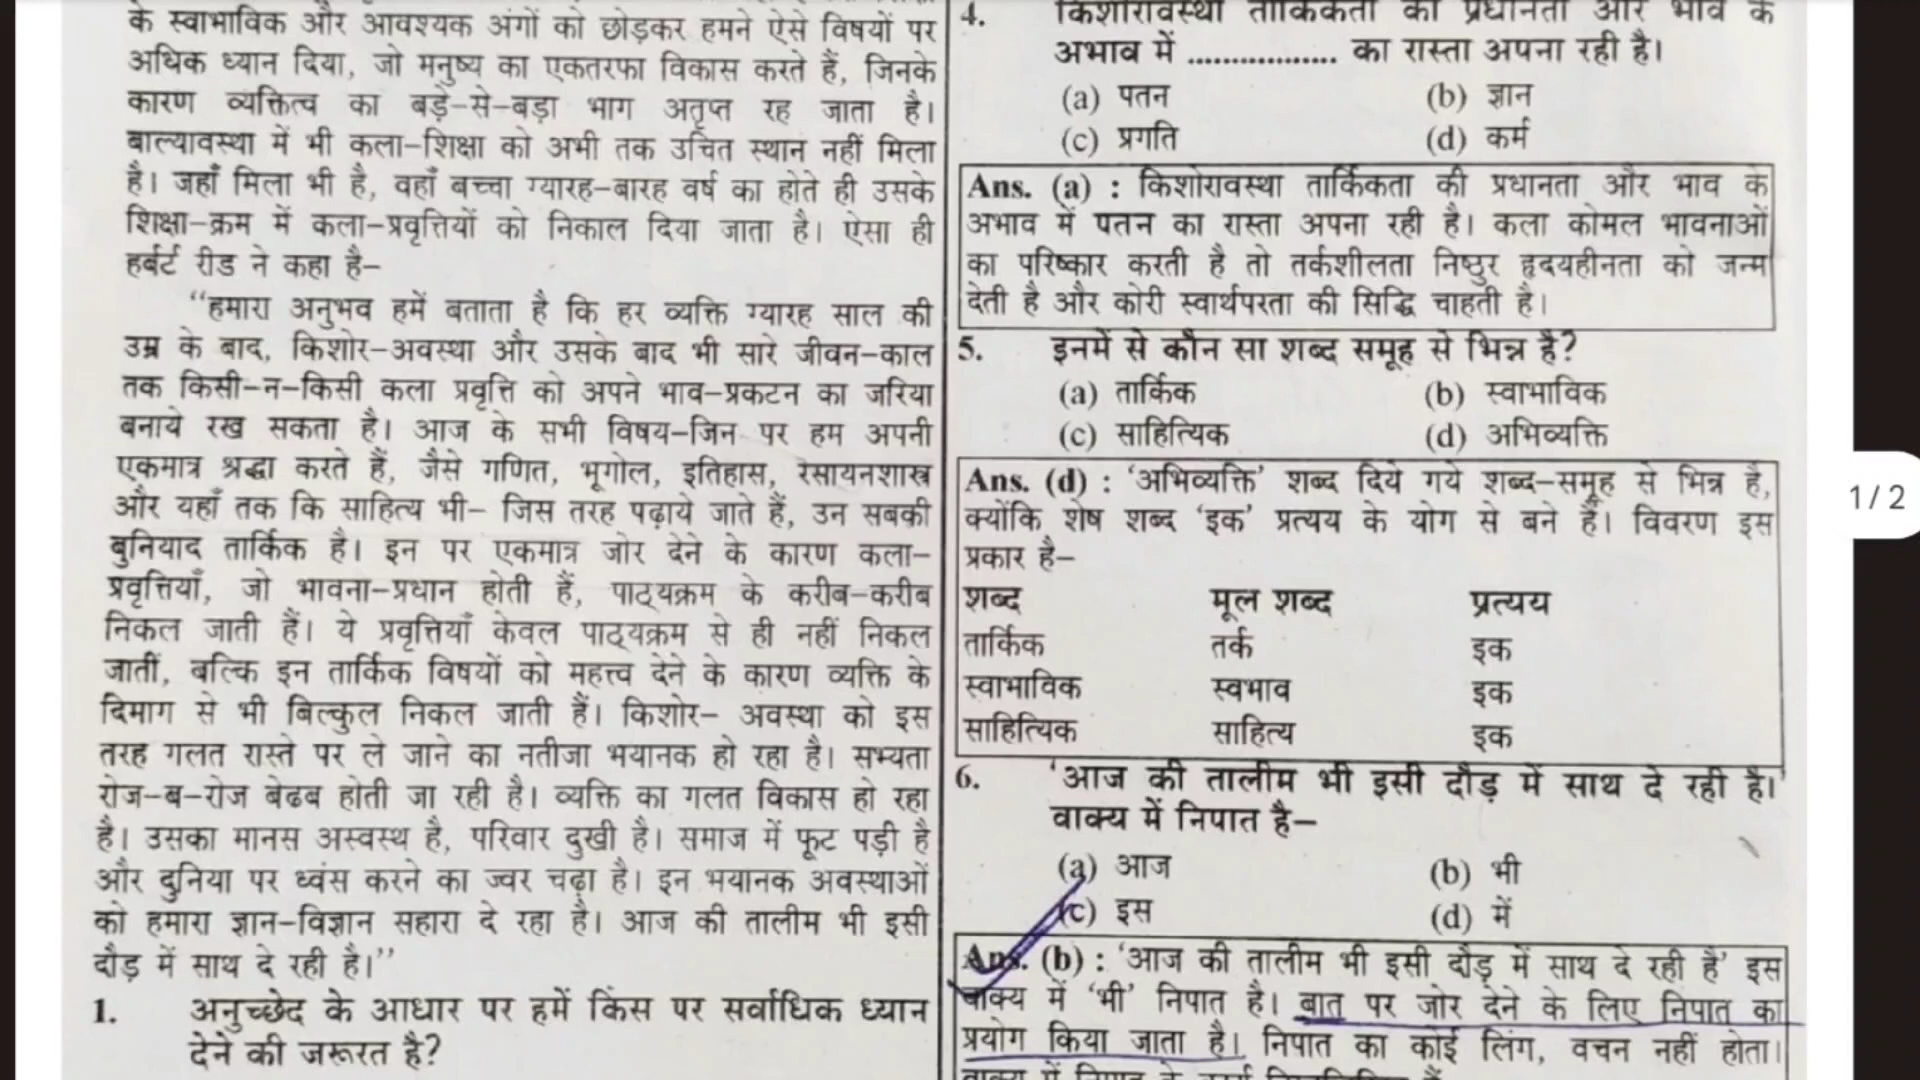 के स्वाभाविक और आवश्यक अंगों को छोड़कर हमने ऐसे विषयों पर
अधिक ध्यान दिया, जो मनुष्य का एकतरफा विकास करते हैं, जिनके
कारण व्यक्तित्व का बड़े-से-बड़ा भाग अतृप्त रह जाता है।
बाल्यावस्था में भी कला-शिक्षा को अभी तक उचित स्थान नहीं मिला
है। जहाँ मिला भी है, वहाँ बच्चा ग्यारह-बारह वर्ष का होते ही उसके
शिक्षा-क्रम में कला-प्रवृत्तियों को निकाल दिया जाता है। ऐसा ही
हर्बर्ट रीड ने कहा है-
“हमारा अनुभव हमें बताता है कि हर व्यक्ति ग्यारह साल की
उम्र के बाद, किशोर-अवस्था और उसके बाद भी सारे जीवन-काल
तक किसी-न-किसी कला प्रवृत्ति को अपने भाव-प्रकटन का जरिया
बनाये रख सकता है। आज के सभी विषय-जिन पर हम अपनी
एकमात्र श्रद्धा करते हैं, जैसे गणित, भूगोल, इतिहास, रसायनशास्त्र
और यहाँ तक कि साहित्य भी- जिस तरह पढ़ाये जाते हैं, उन सबकी
बुनियाद तार्किक है। इन पर एकमात्र जोर देने के कारण कला-
प्रवृत्तियाँ, जो भावना-प्रधान होती हैं, पाठ्यक्रम के करीब-करीब
निकल जाती हैं। ये प्रवृत्तियाँ केवल पाठ्यक्रम से ही नहीं निकल
जातीं, बल्कि इन तार्किक विषयों को महत्त्व देने के कारण व्यक्ति के
दिमाग से भी बिल्कुल निकल जाती हैं। किशोर- अवस्था को इस
तरह गलत रास्ते पर ले जाने का नतीजा भयानक हो रहा है। सभ्यता
रोज-ब-रोज बेढब होती जा रही है। व्यक्ति का गलत विकास हो रहा
है। उसका मानस अस्वस्थ है, परिवार दुखी है। समाज में फूट पड़ी है
और दुनिया पर ध्वंस करने का ज्वर चढ़ा है। इन भयानक अवस्थाओं
को हमारा ज्ञान-विज्ञान सहारा दे रहा है। आज की तालीम भी इसी
दौड़ में साथ दे रही है।”
1. अनुच्छेद के आधार पर हमें किस पर सर्वाधिक ध्यान
देने की जरूरत है?
4. किशोरावस्था तार्किकता की प्रधानता और भाव के
अभाव में ................. का रास्ता अपना रही है।
(a) पतन (b) ज्ञान
(c) प्रगति (d) कर्म
Ans. (a) : किशोरावस्था तार्किकता की प्रधानता और भाव के
अभाव में पतन का रास्ता अपना रही है। कला कोमल भावनाओं
का परिष्कार करती है तो तर्कशीलता निष्ठुर हृदयहीनता को जन्म
देती है और कोरी स्वार्थपरता की सिद्धि चाहती है।
5. इनमें से कौन सा शब्द समूह से भिन्न है?
(a) तार्किक (b) स्वाभाविक
(c) साहित्यिक (d) अभिव्यक्ति
Ans. (d) : ‘अभिव्यक्ति’ शब्द दिये गये शब्द-समूह से भिन्न है,
क्योंकि शेष शब्द ‘इक’ प्रत्यय के योग से बने हैं। विवरण इस
प्रकार है-
शब्द मूल शब्द प्रत्यय
तार्किक तर्क इक
स्वाभाविक स्वभाव इक
साहित्यिक साहित्य इक
6. ‘आज की तालीम भी इसी दौड़ में साथ दे रही है।
वाक्य में निपात है-
(a) आज (b) भी
(c) इस (d) में
Ans. (b) : ‘आज की तालीम भी इसी दौड़ में साथ दे रही है’ इस
वाक्य में ‘भी’ निपात है। बात पर जोर देने के लिए निपात का
प्रयोग किया जाता है। निपात का कोई लिंग, वचन नहीं होता।
1/2